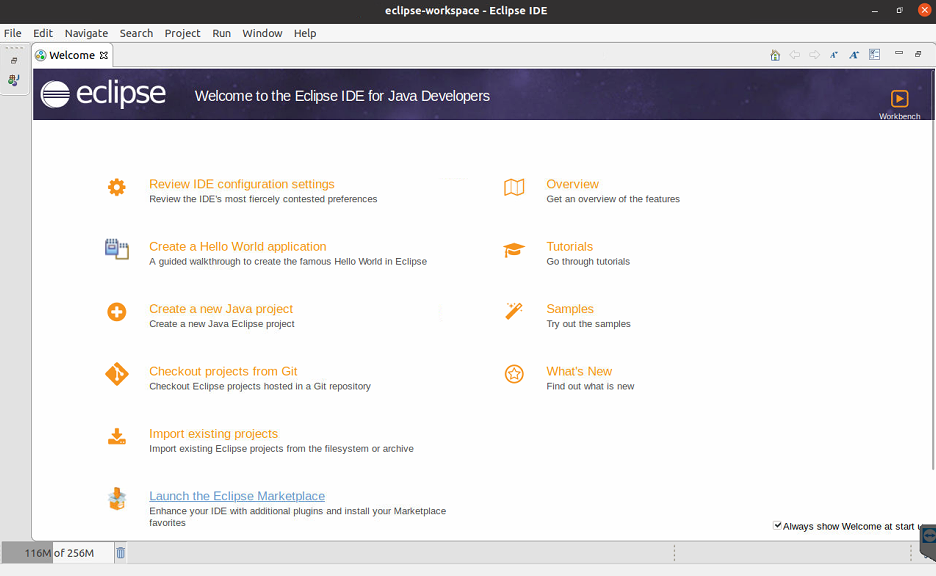 eclipse-workspace - Eclipse IDE
File Edit Navigate Search Project Run Window Help
Welcome
eclipse Welcome to the Eclipse IDE for Java Developers
Workbench
Review IDE configuration settings
Review the IDE's most fiercely contested preferences
Overview
Get an overview of the features
Create a Hello World application
A guided walkthrough to create the famous Hello World in Eclipse
Tutorials
Go through tutorials
Create a new Java project
Create a new Java Eclipse project
Samples
Try out the samples
Checkout projects from Git
Checkout Eclipse projects hosted in a Git repository
What's New
Find out what is new
Import existing projects
Import existing Eclipse projects from the filesystem or archive
Launch the Eclipse Marketplace
Enhance your IDE with additional plugins and install your Marketplace
favorites
Always show Welcome at start u
116M of 256M